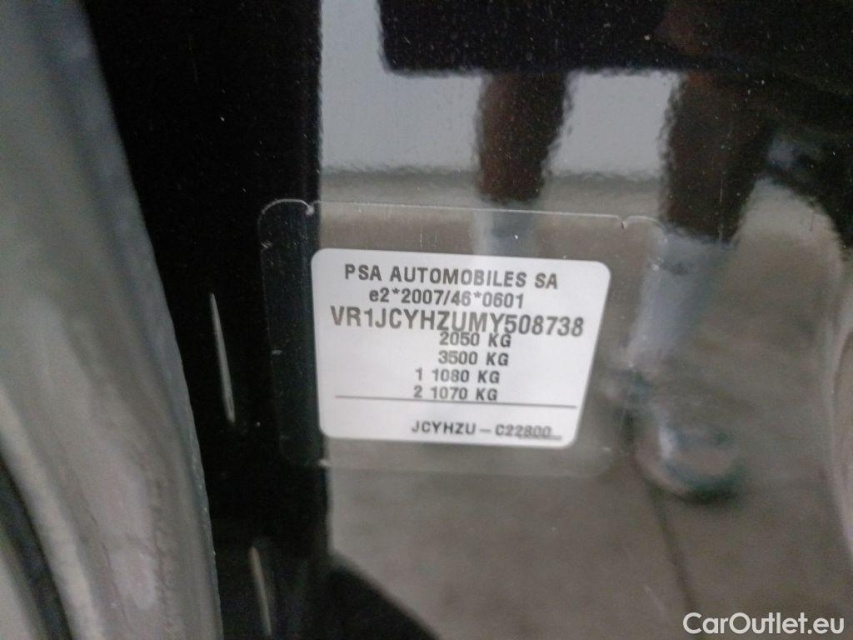 PSA AUTOMOBILES SA
e2*2007/46*0601
VR1JCYHZUMY508738
2050 KG
3500 KG
1 1080 KG
2 1070 KG
JCYHZU - C22800
CarOutlet.eu